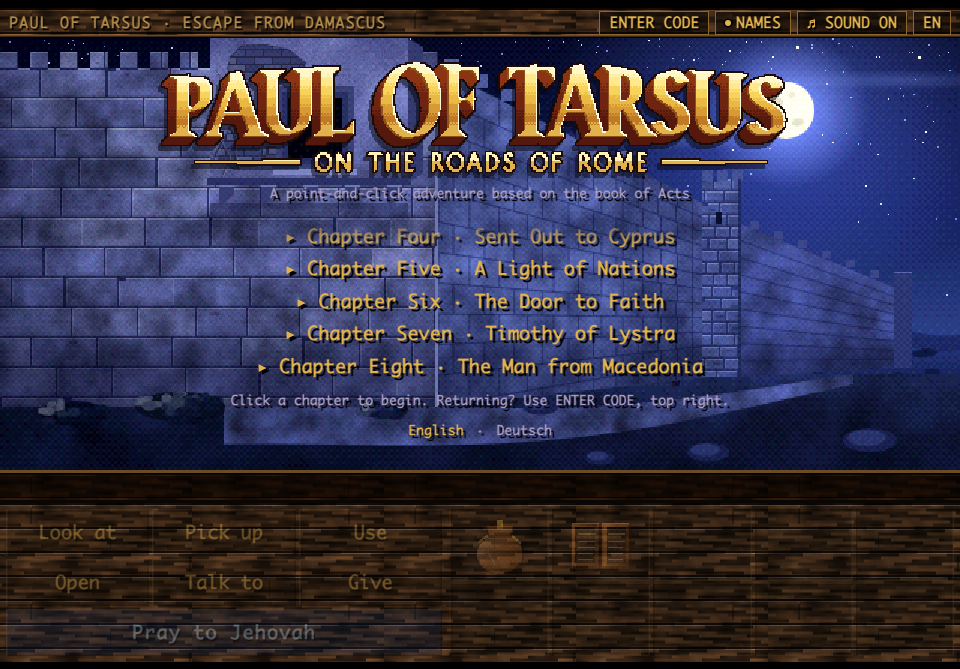 PAUL OF TARSUS · ESCAPE FROM DAMASCUS
ENTER CODE
• NAMES
♬ SOUND ON
EN
PAUL OF TARSUS
ON THE ROADS OF ROME
A point-and-click adventure based on the book of Acts
▸ Chapter Four · Sent Out to Cyprus
▸ Chapter Five · A Light of Nations
▸ Chapter Six · The Door to Faith
▸ Chapter Seven · Timothy of Lystra
▸ Chapter Eight · The Man from Macedonia
Click a chapter to begin. Returning? Use ENTER CODE, top right.
English · Deutsch
Look at
Pick up
Use
Open
Talk to
Give
Pray to Jehovah